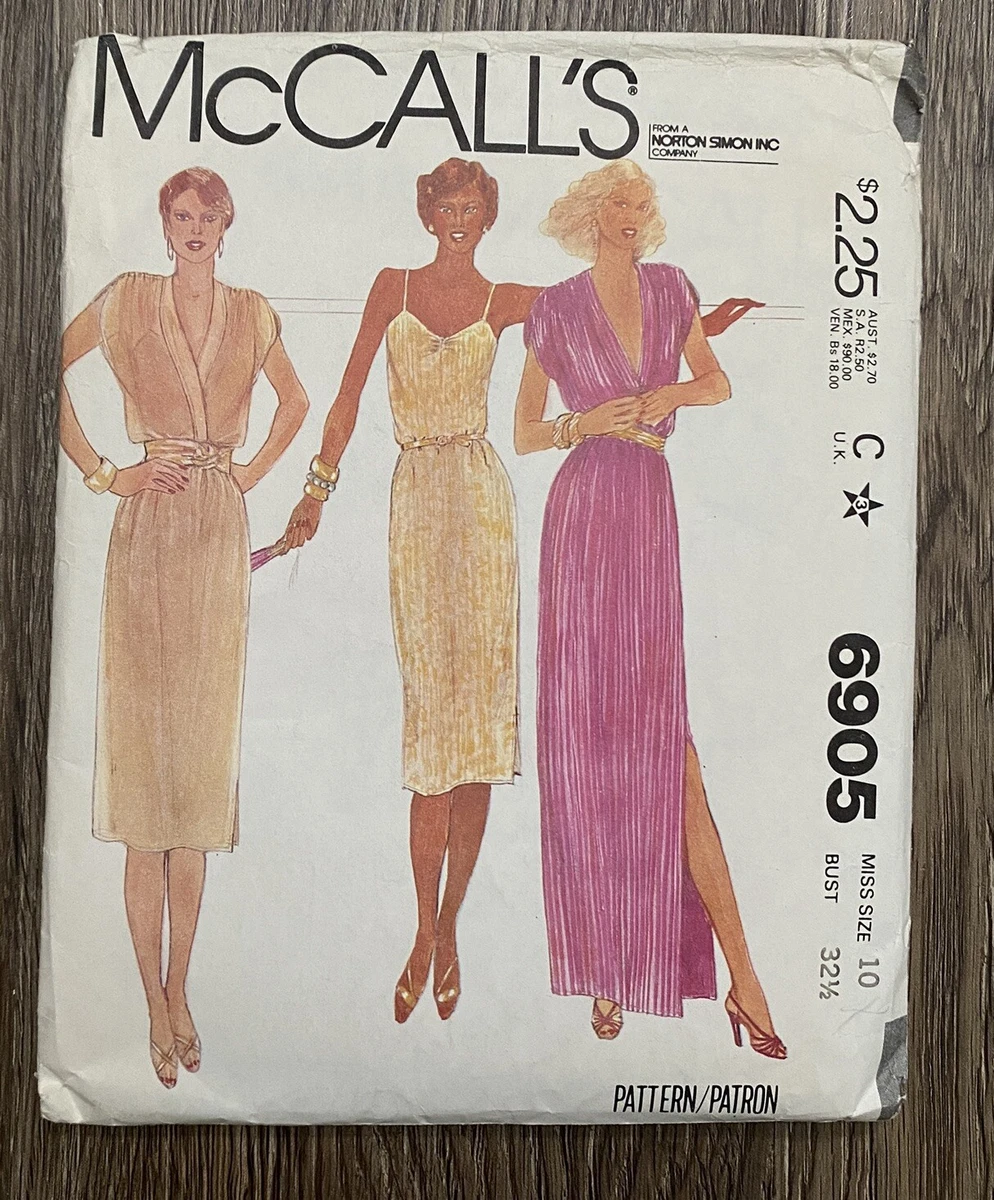 McCALL'S®
FROM A
NORTON SIMON INC
COMPANY
$2.25
AUST. $2.70
S.A. R2.50
MEX. $90.00
VEN. Bs 18.00
C
U.K.
3
6905
MISS SIZE 10
BUST 32½
PATTERN/PATRON